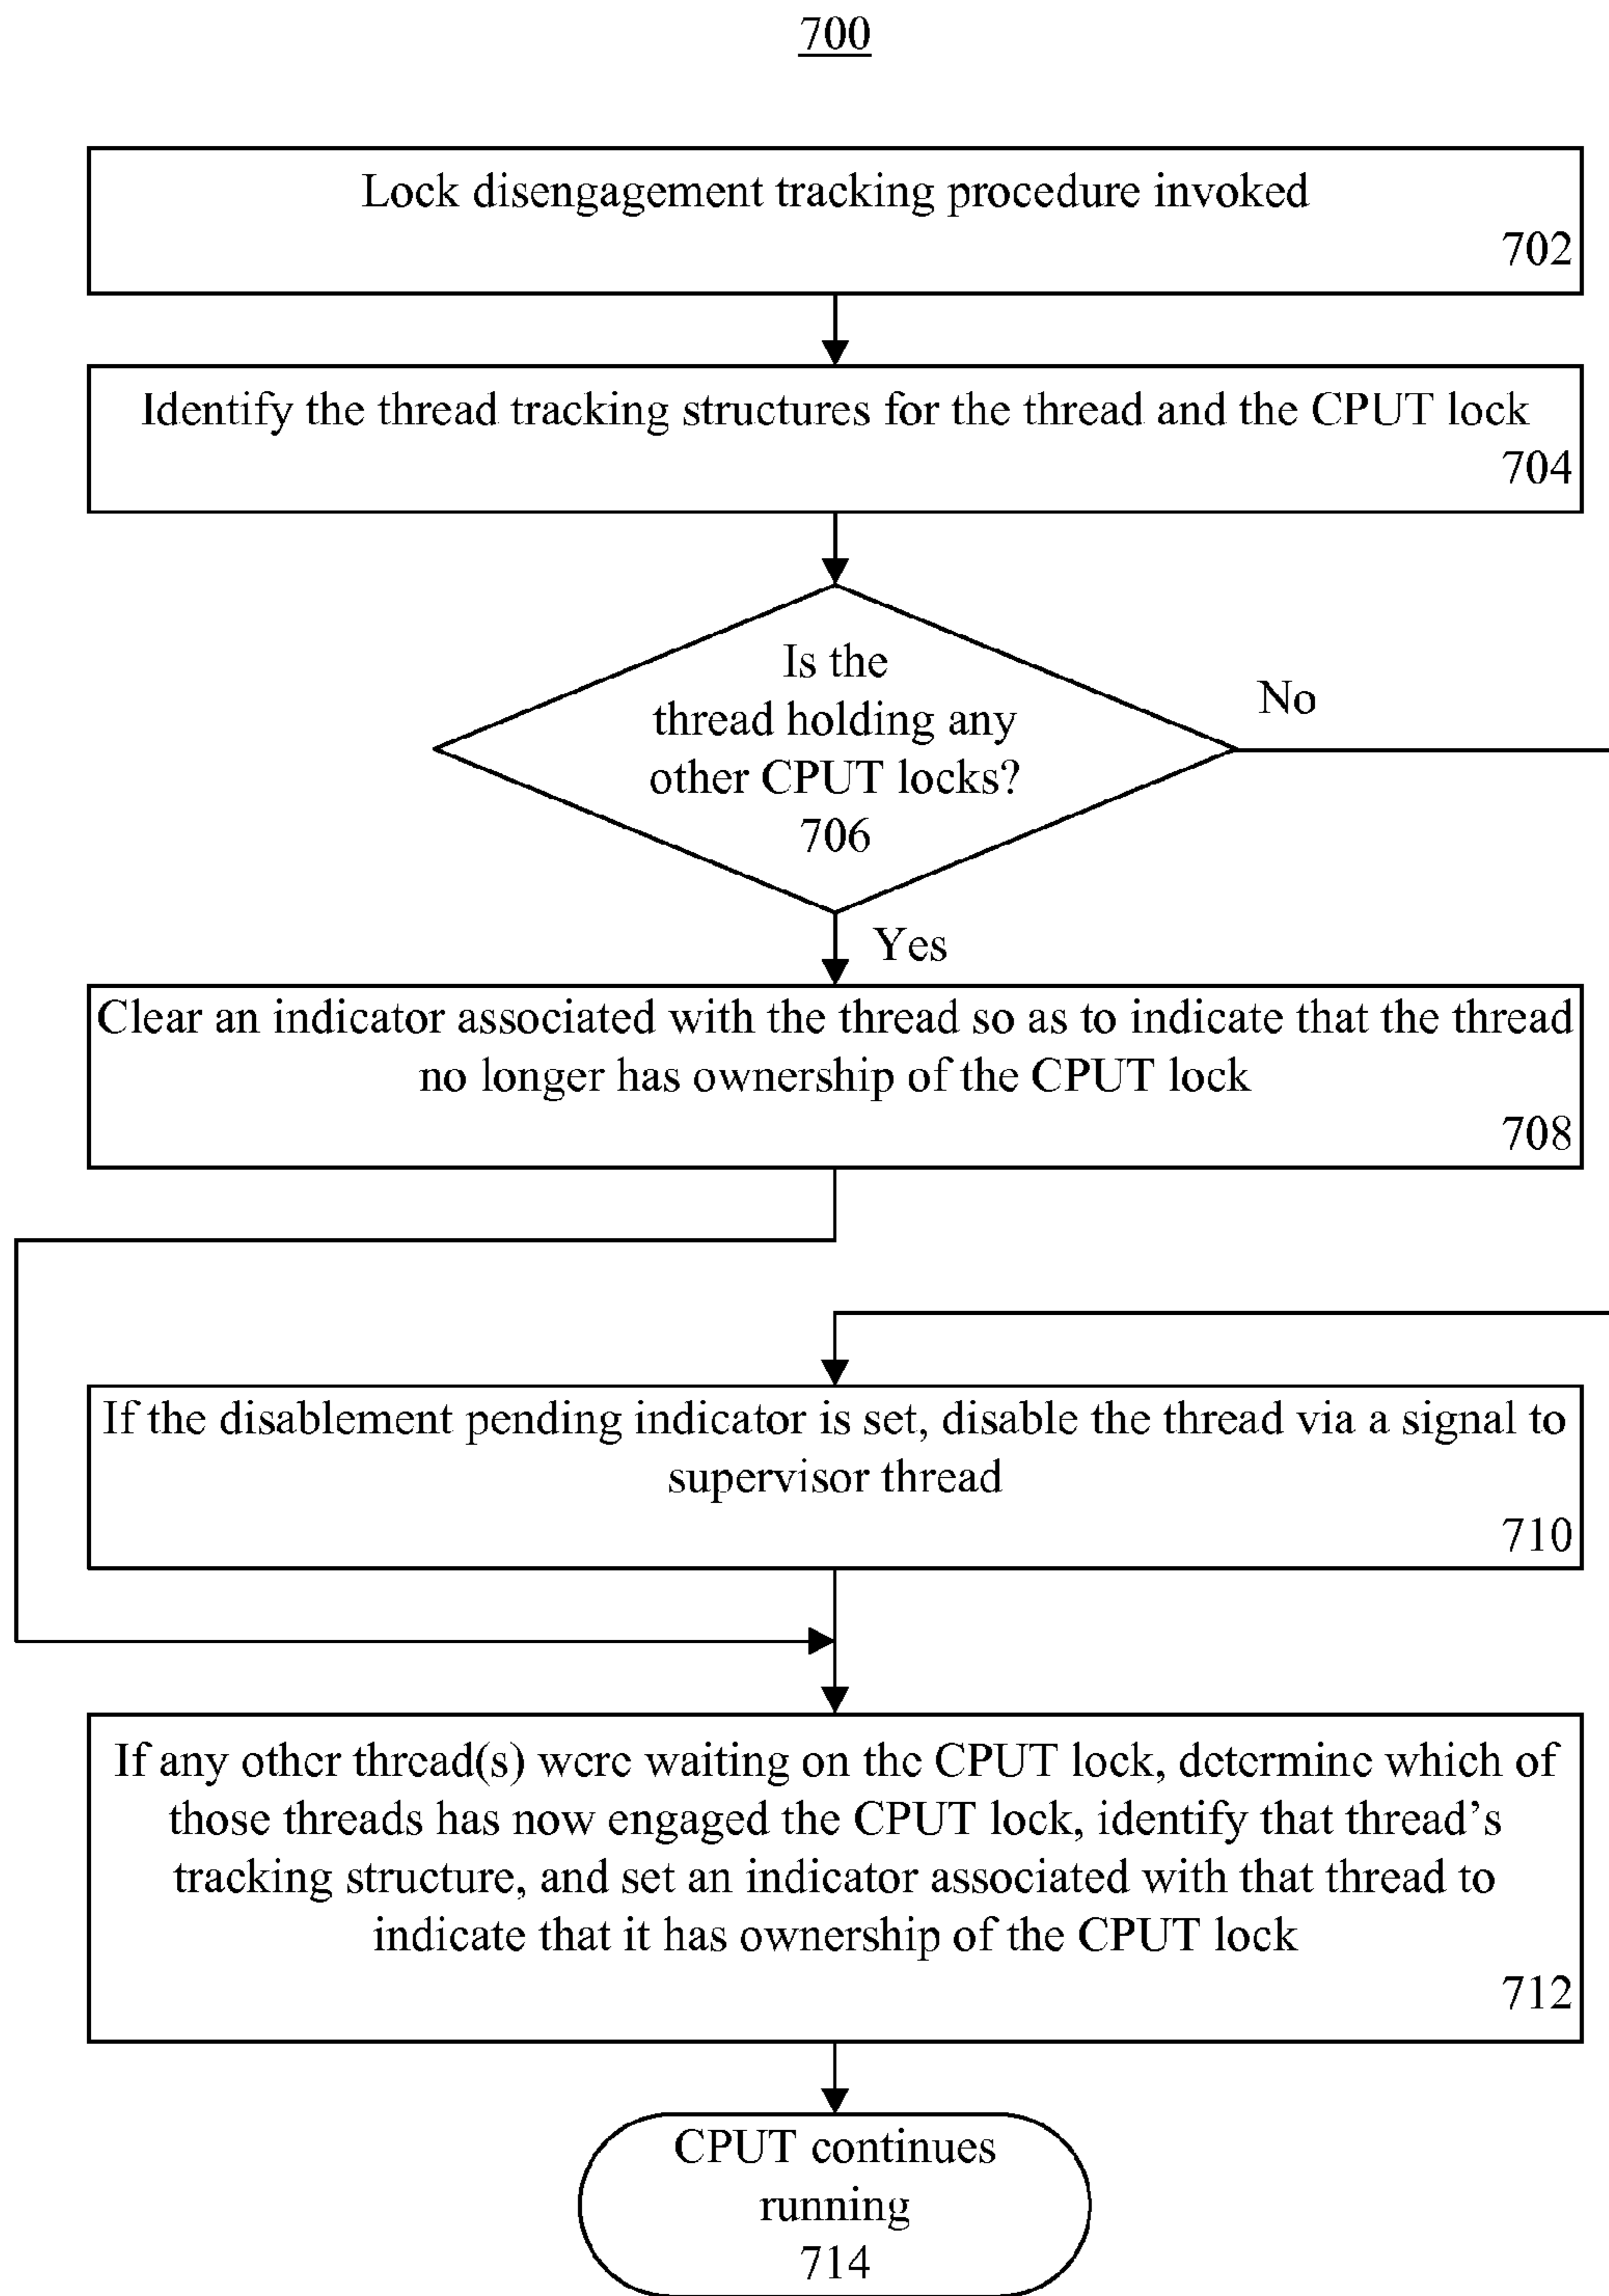 700
Lock disengagement tracking procedure invoked
702
Identify the thread tracking structures for the thread and the CPUT lock
704
Is the
thread holding any
other CPUT locks?
706
No
Yes
Clear an indicator associated with the thread so as to indicate that the thread
no longer has ownership of the CPUT lock
708
If the disablement pending indicator is set, disable the thread via a signal to
supervisor thread
710
If any other thread(s) were waiting on the CPUT lock, determine which of
those threads has now engaged the CPUT lock, identify that thread's
tracking structure, and set an indicator associated with that thread to
indicate that it has ownership of the CPUT lock
712
CPUT continues
running
714